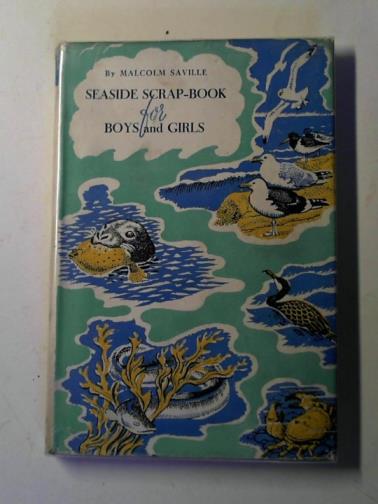 By MALCOLM SAVILLE
SEASIDE SCRAP-BOOK
for
BOYS and GIRLS